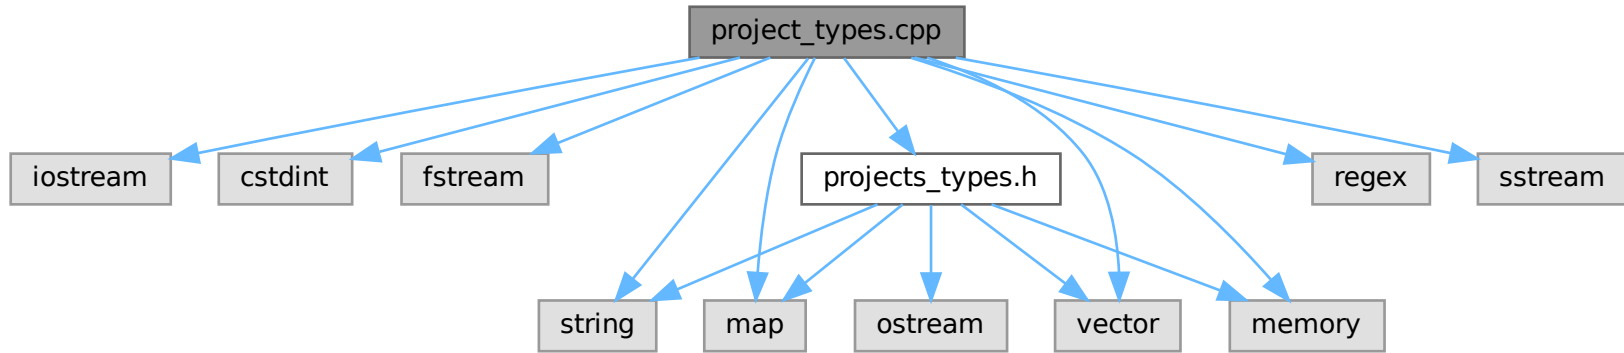 project_types.cpp
iostream
cstdint
fstream
projects_types.h
regex
sstream
string
map
ostream
vector
memory